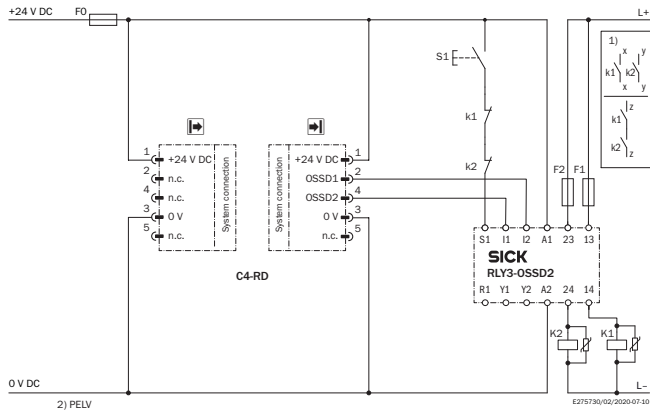 +24 V DC
F0
L+
1)
x y
k1 k2
x y
z
k1
k2
z
S1
k1
k2
1
+24 V DC
2
n.c.
4
n.c.
3
0 V
5
n.c.
System connection
System connection
+24 V DC
1
OSSD1
2
OSSD2
4
0 V
3
n.c.
5
C4-RD
F2 F1
S1 I1 I2 A1 23 13
SICK
RLY3-OSSD2
R1 Y1 Y2 A2 24 14
K2
K1
0 V DC
L–
2) PELV
E275730/02/2020-07-10